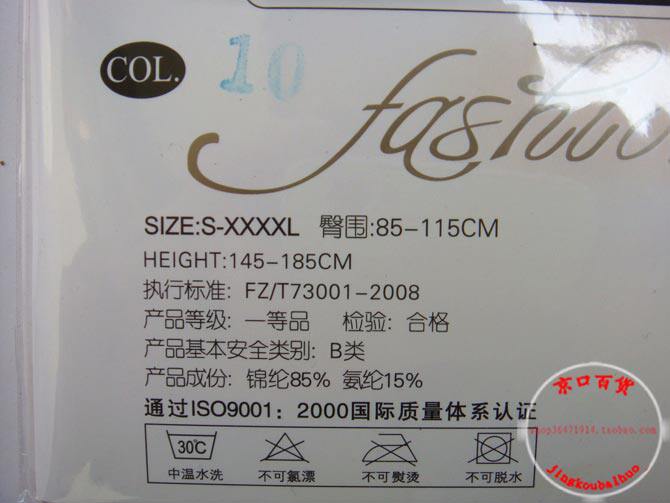 COL. 10
fashio
SIZE:S-XXXXL 臀围:85-115CM
HEIGHT:145-185CM
执行标准: FZ/T73001-2008
产品等级: 一等品 检验: 合格
产品基本安全类别: B类
产品成份: 锦纶85% 氨纶15%
通过ISO9001：2000国际质量体系认证
30℃
中温水洗 不可氯漂 不可熨烫 不可脱水
京口百货
shop36471914.taobao.com
jingkoubaihuo